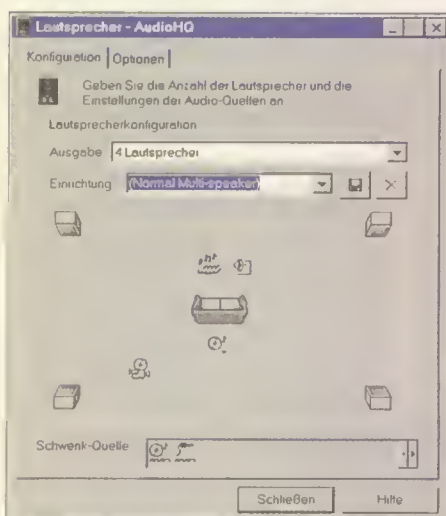 Lautsprecher - AudioHQ
Konfiguration Optionen
Geben Sie die Anzahl der Lautsprecher und die
Einstellungen der Audio-Quellen an
Lautsprecherkonfiguration
Ausgabe 4 Lautsprecher
Einrichtung (Normal Multi-speaker)
Schwenk-Quelle
Schließen Hilfe